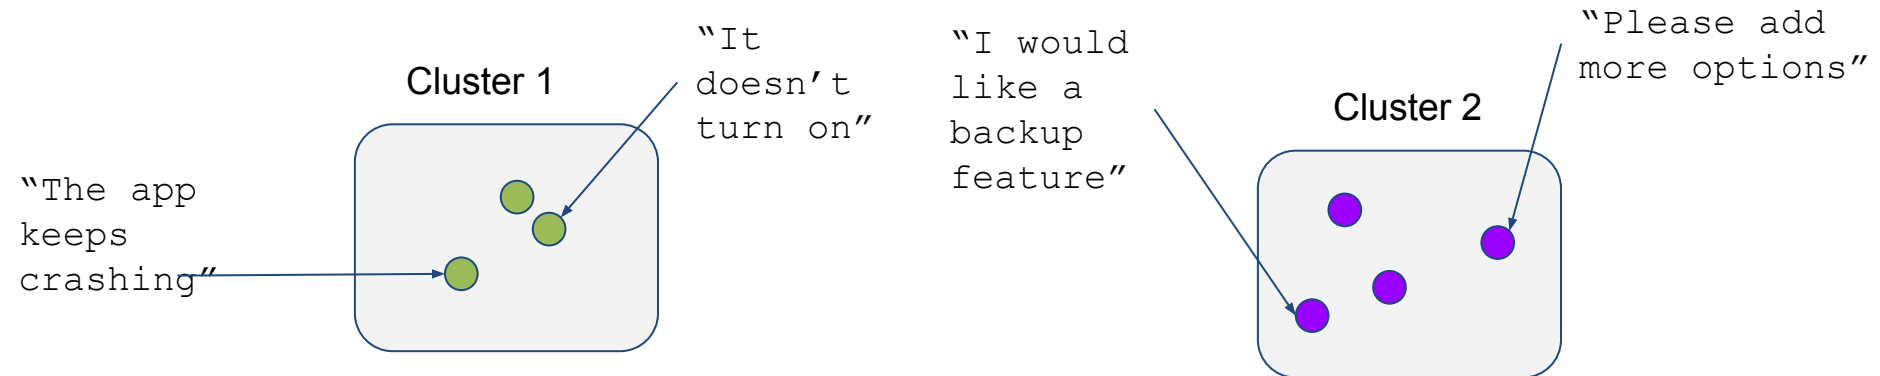 Cluster 1
“The app
keeps
crashing”
“It
doesn’t
turn on”
“I would
like a
backup
feature”
Cluster 2
“Please add
more options”